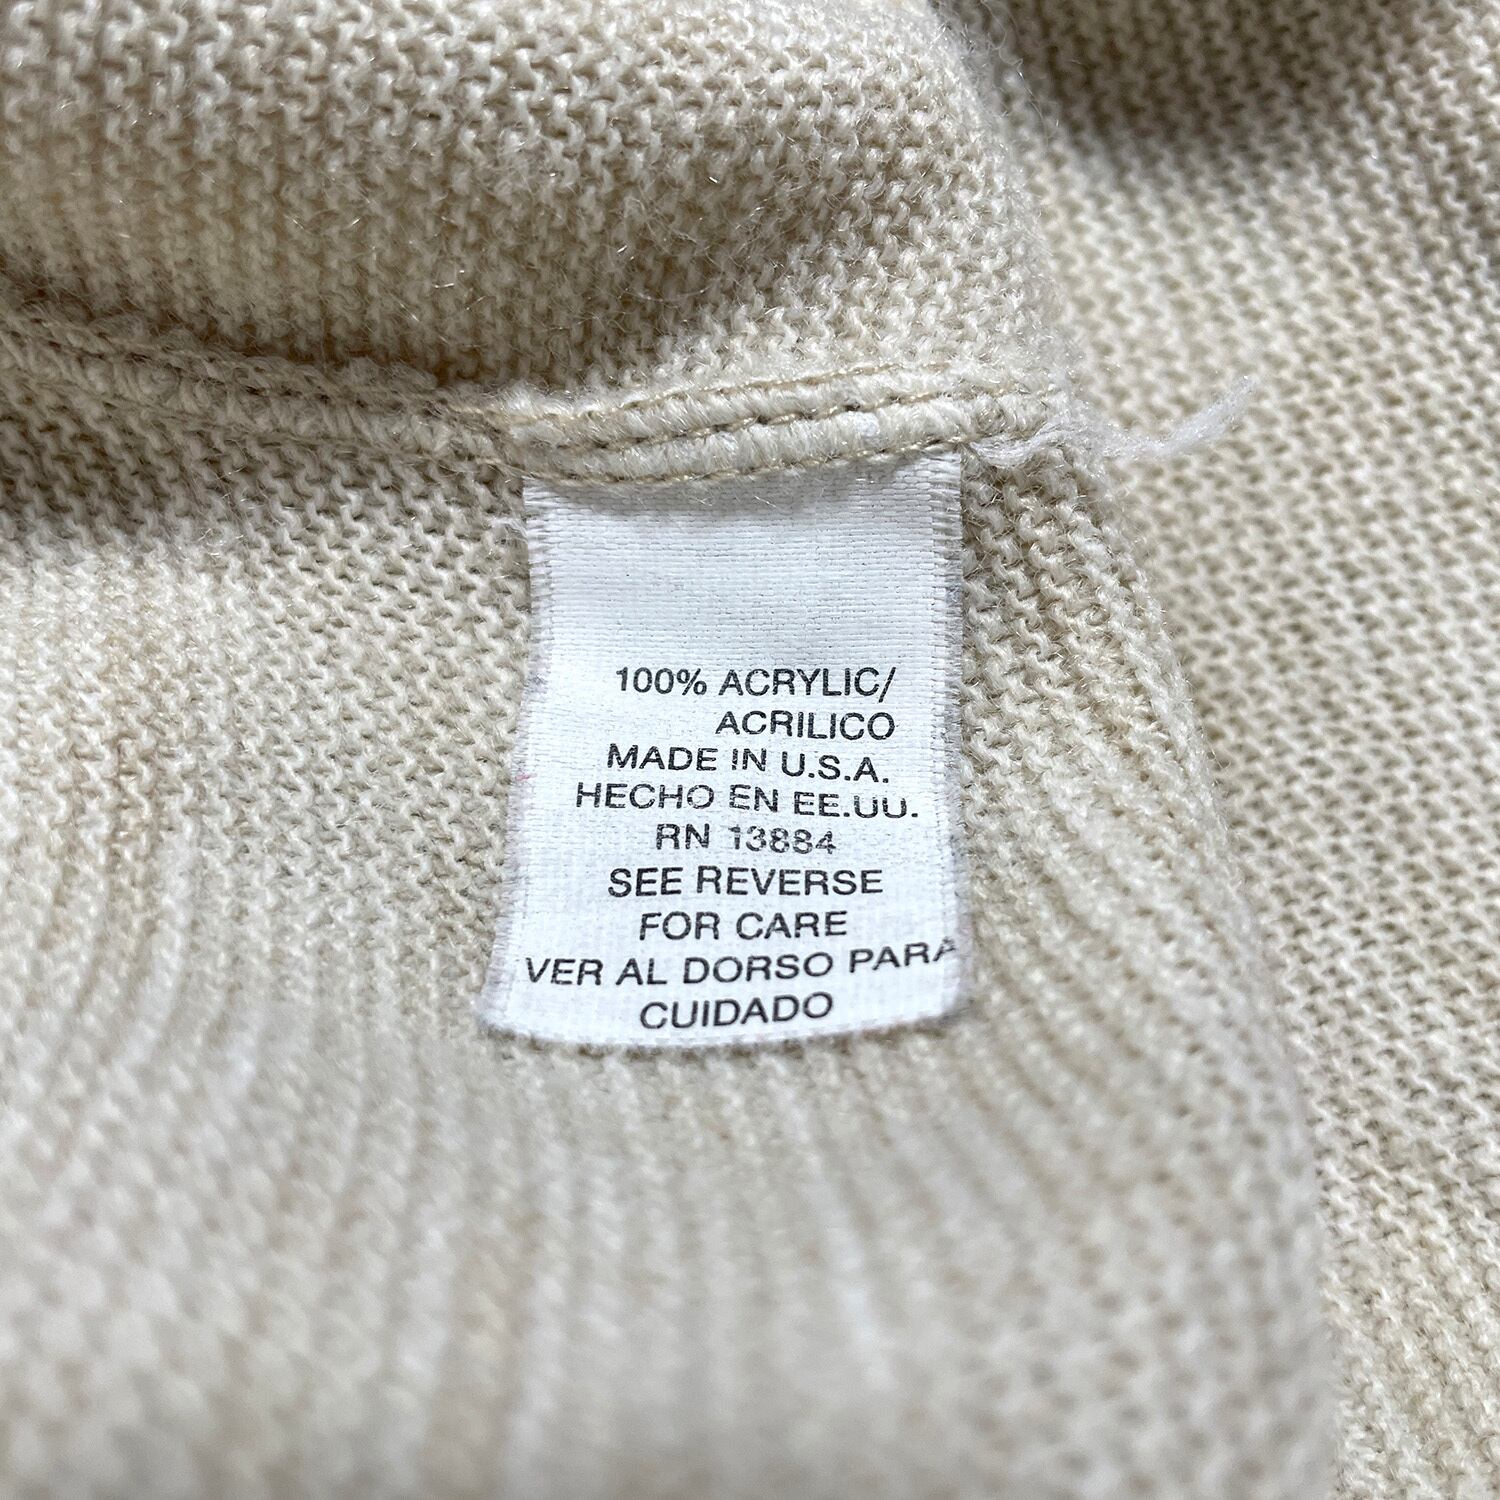 100% ACRYLIC/
ACRILICO
MADE IN U.S.A.
HECHO EN EE.UU.
RN 13884
SEE REVERSE
FOR CARE
VER AL DORSO PARA
CUIDADO